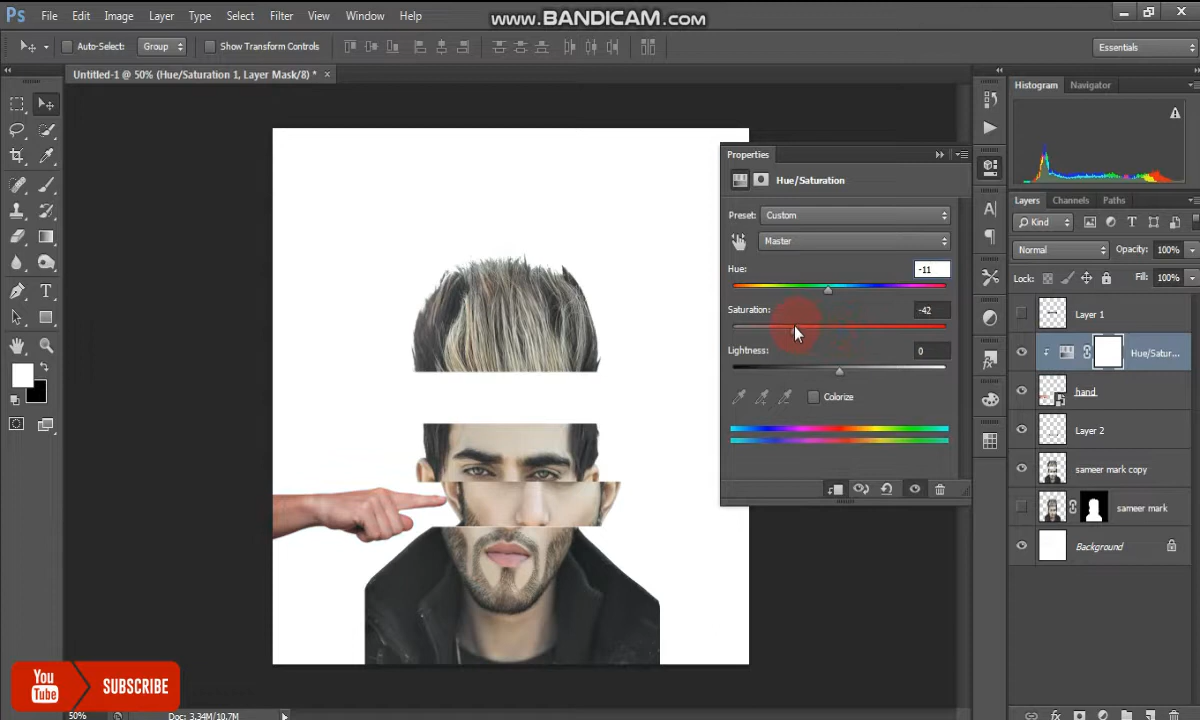 Ps File Edit Image Layer Type Select Filter View Window Help
www.BANDICAM.com
Auto-Select: Group Show Transform Controls
Essentials
Untitled-1 @ 50% (Hue/Saturation 1, Layer Mask/8) *
Histogram Navigator
Properties
Hue/Saturation
Preset: Custom
Master
Hue: -11
Saturation: -42
Lightness: 0
Colorize
Layers Channels Paths
Kind
Normal Opacity: 100%
Lock: Fill: 100%
Layer 1
Hue/Satur...
hand
Layer 2
sameer mark copy
sameer mark
Background
You
Tube
SUBSCRIBE
50% Doc: 3.34M/10.7M